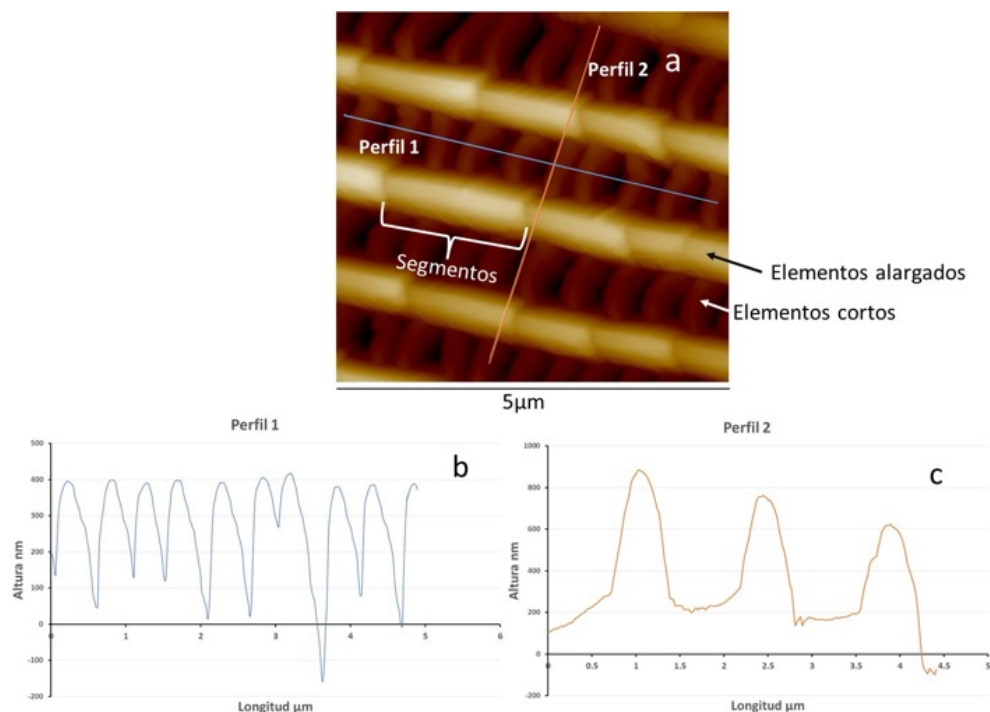 a
Perfil 2
Perfil 1
Segmentos
Elementos alargados
Elementos cortos
5µm
Perfil 1
b
Altura nm
500
400
300
200
100
0
-100
-200
0 1 2 3 4 5 6
Longitud µm
Perfil 2
c
Altura nm
1000
800
600
400
200
0
-200
0 0.5 1 1.5 2 2.5 3 3.5 4 4.5 5
Longitud µm